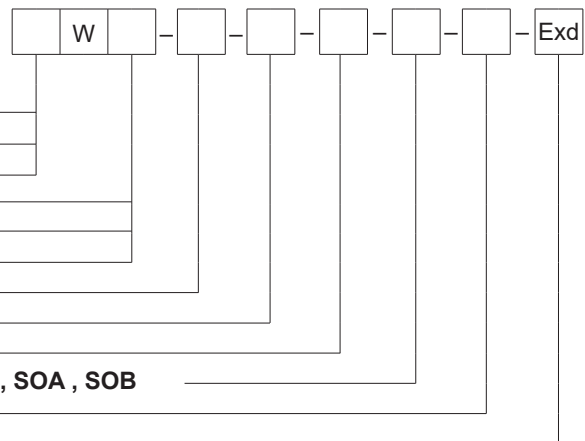 W – – – – – – Exd
, SOA , SOB